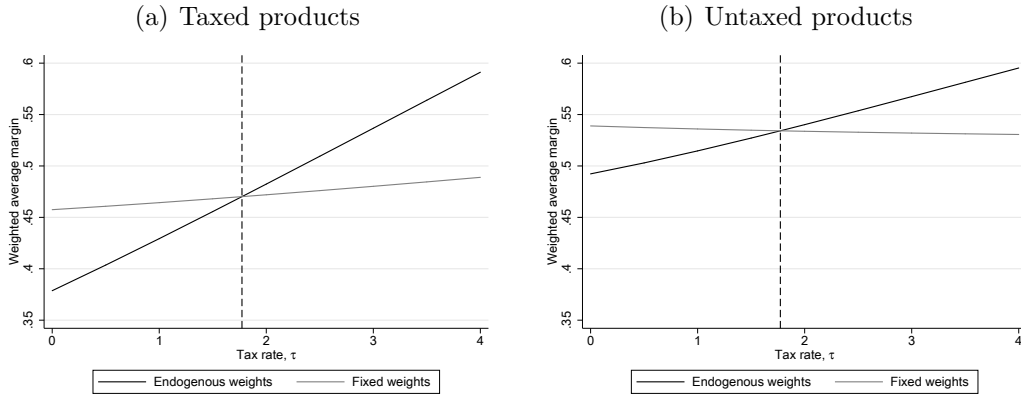 (a) Taxed products
Weighted average margin
.6
.55
.5
.45
.4
.35
0 1 2 3 4
Tax rate, τ
Endogenous weights Fixed weights
(b) Untaxed products
Weighted average margin
.6
.55
.5
.45
.4
.35
0 1 2 3 4
Tax rate, τ
Endogenous weights Fixed weights